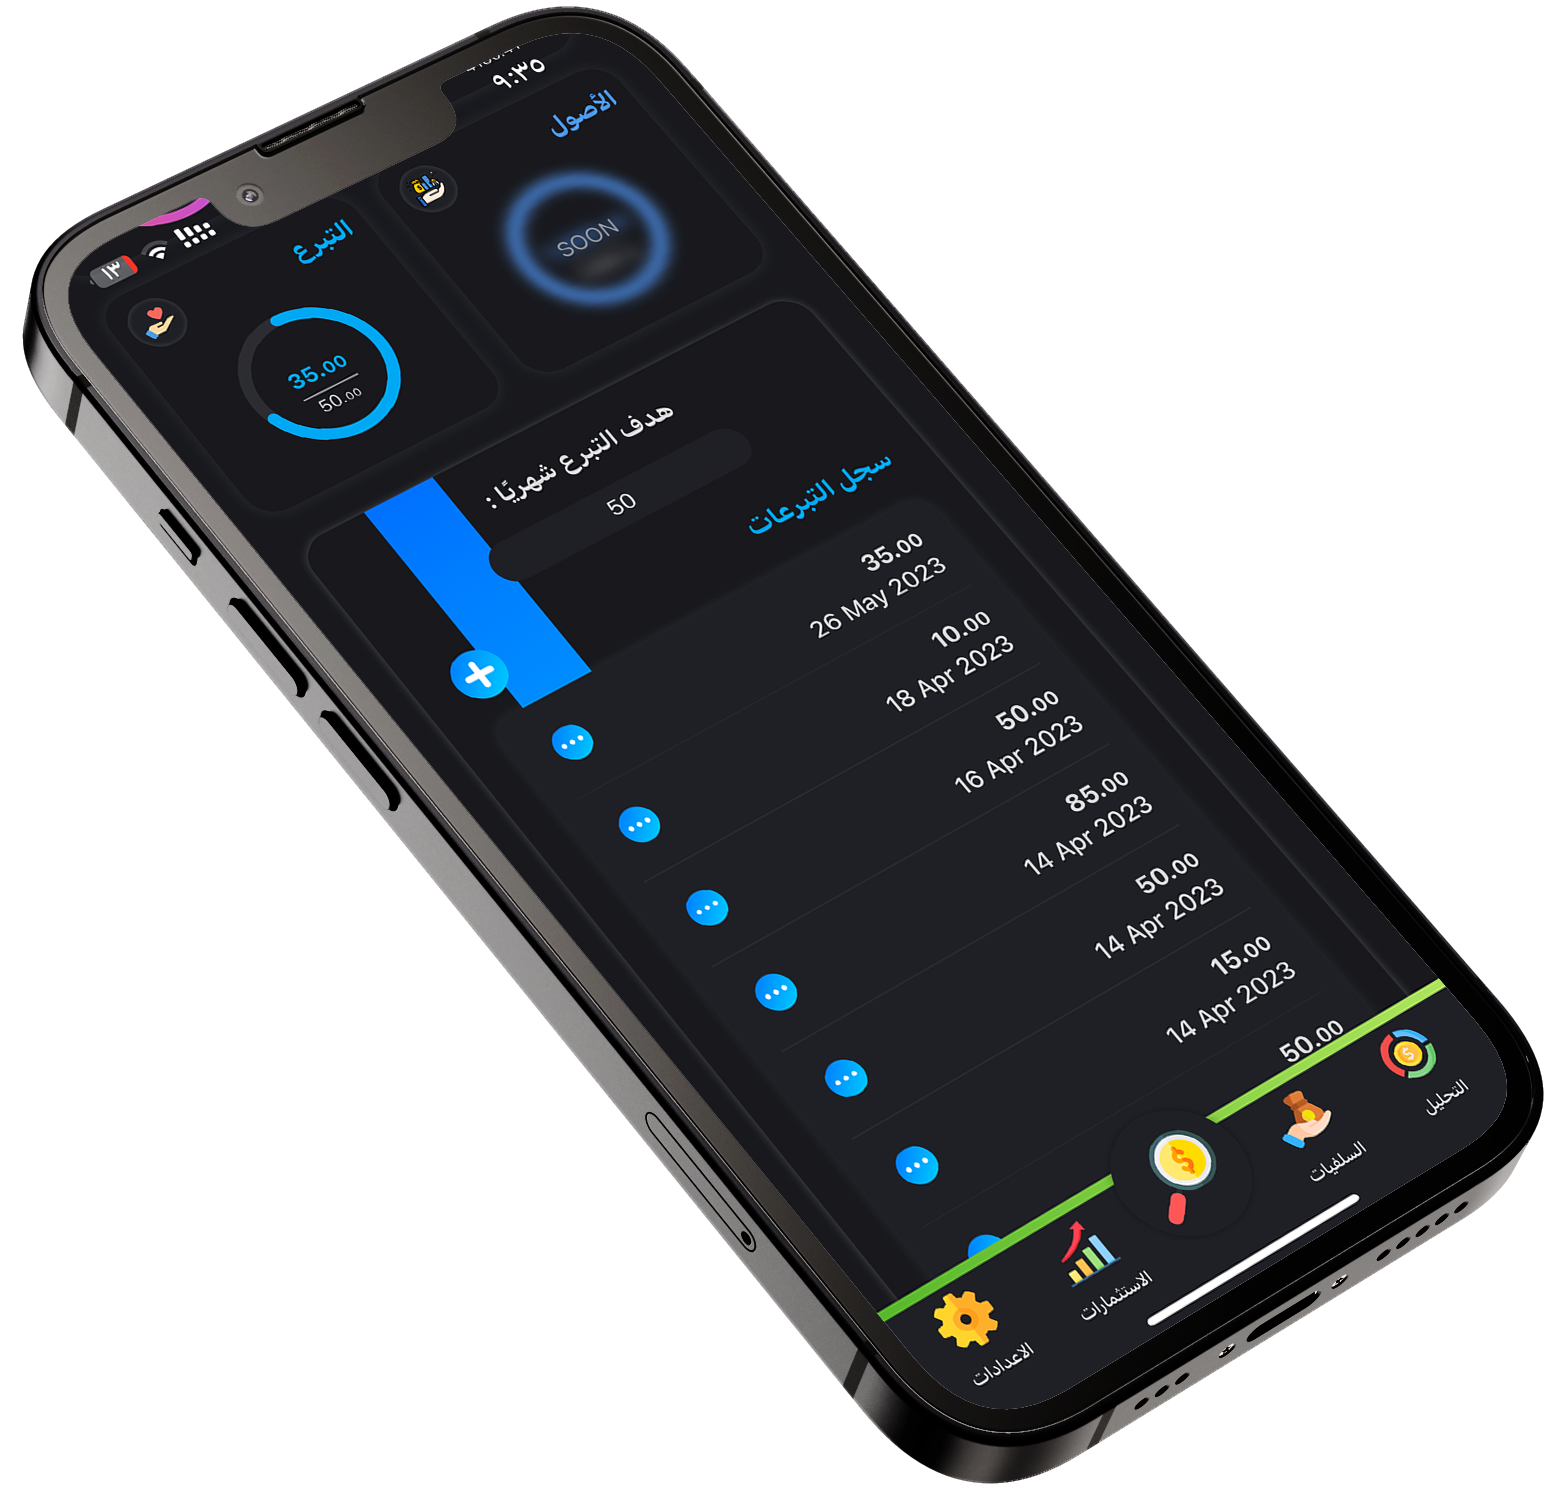 ٩:٣٥
١٣
الأصول
SOON
التبرع
35.00
50.00
هدف التبرع شهريًا :
50
سجل التبرعات
35.00
26 May 2023
10.00
18 Apr 2023
50.00
16 Apr 2023
85.00
14 Apr 2023
50.00
14 Apr 2023
15.00
14 Apr 2023
50.00
التحليل
السلفيات
الاستثمارات
الاعدادات